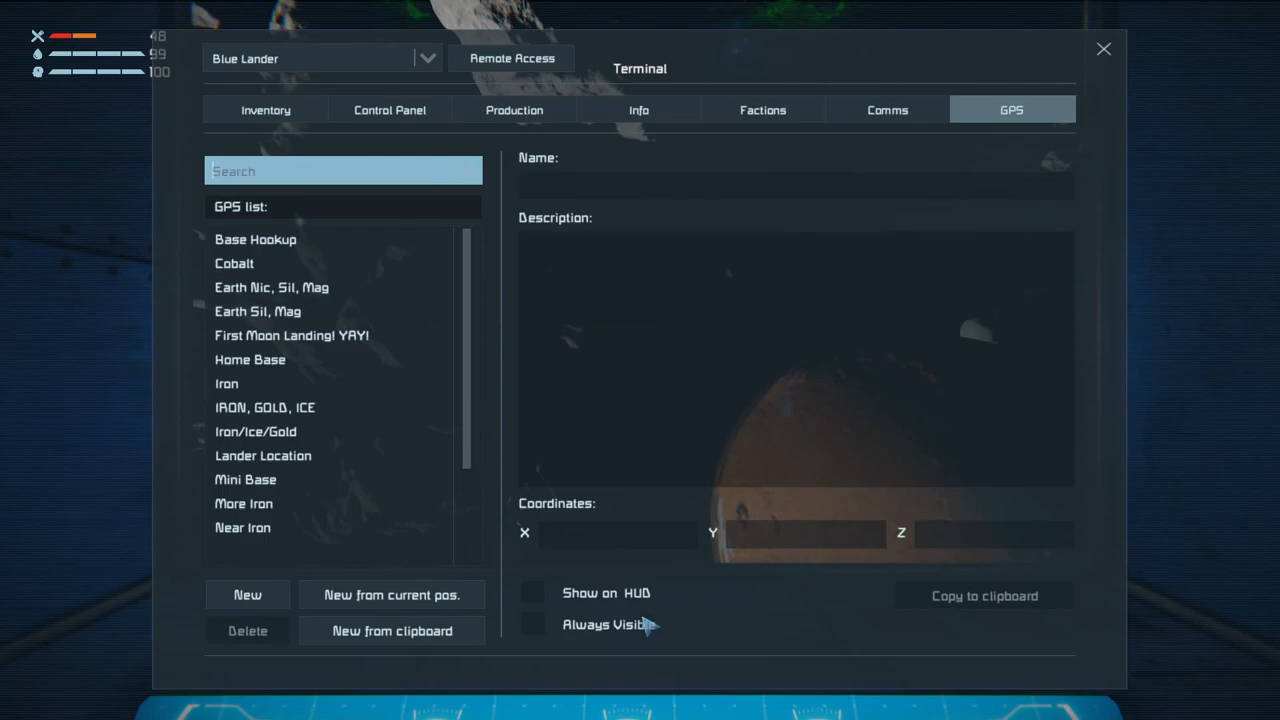 48
99
100
Blue Lander
Remote Access
Terminal
Inventory
Control Panel
Production
Info
Factions
Comms
GPS
Search
GPS list:
Base Hookup
Cobalt
Earth Nic, Sil, Mag
Earth Sil, Mag
First Moon Landing! YAY!
Home Base
Iron
IRON, GOLD, ICE
Iron/Ice/Gold
Lander Location
Mini Base
More Iron
Near Iron
New
New from current pos.
Delete
New from clipboard
Name:
Description:
Coordinates:
X
Y
Z
Show on HUD
Always Visible
Copy to clipboard